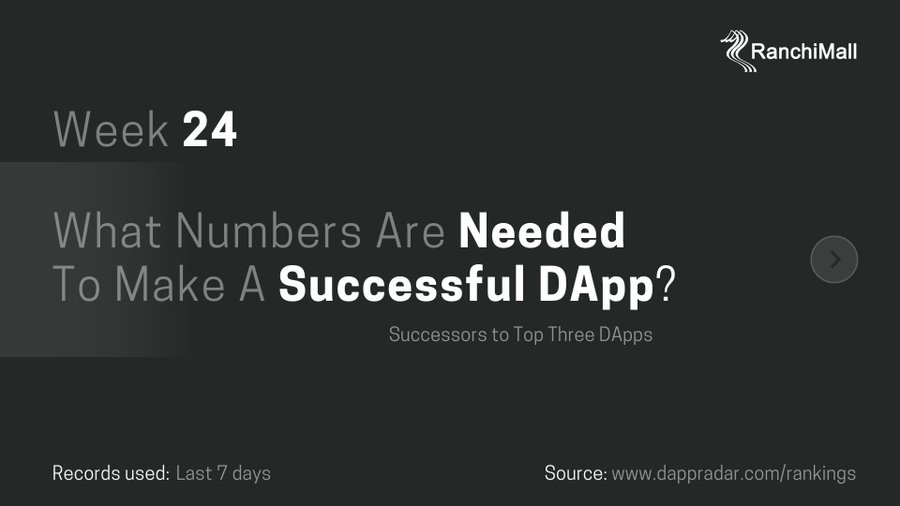 RanchiMall
Week 24
What Numbers Are Needed
To Make A Successful DApp?
Successors to Top Three DApps
Records used: Last 7 days
Source: www.dappradar.com/rankings